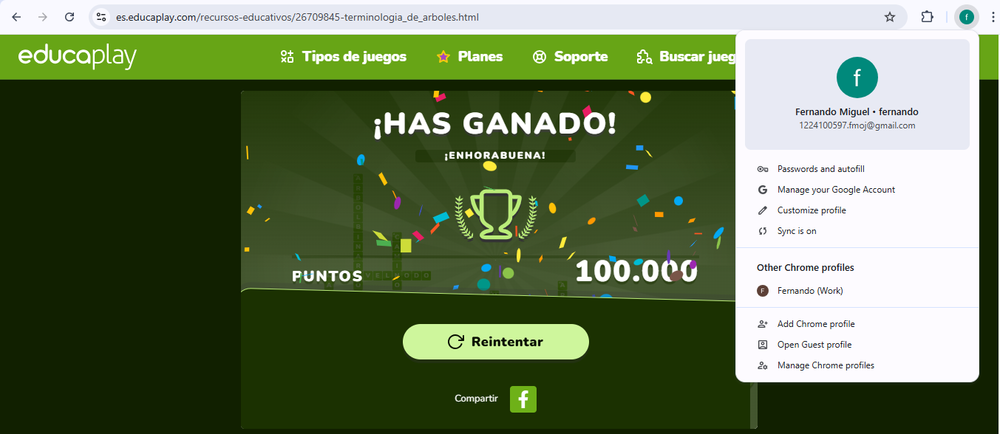 es.educaplay.com/recursos-educativos/26709845-terminologia_de_arboles.html
f
educaplay
Tipos de juegos
Planes
Soporte
Buscar jueg
f
Fernando Miguel • fernando
1224100597.fmoj@gmail.com
Passwords and autofill
Manage your Google Account
Customize profile
Sync is on
Other Chrome profiles
F
Fernando (Work)
Add Chrome profile
Open Guest profile
Manage Chrome profiles
¡HAS GANADO!
¡ENHORABUENA!
PUNTOS
100.000
Reintentar
Compartir
f